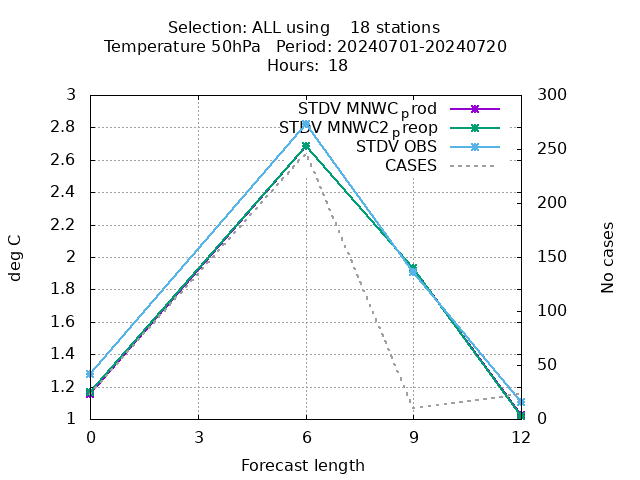 Selection: ALL using    18 stations
Temperature 50hPa   Period: 20240701-20240720
Hours:  18
STDV MNWCprod
STDV MNWC2preop
STDV OBS
CASES
3
2.8
2.6
2.4
2.2
2
1.8
1.6
1.4
1.2
1
300
250
200
150
100
50
0
deg C
No cases
0 3 6 9 12
Forecast length